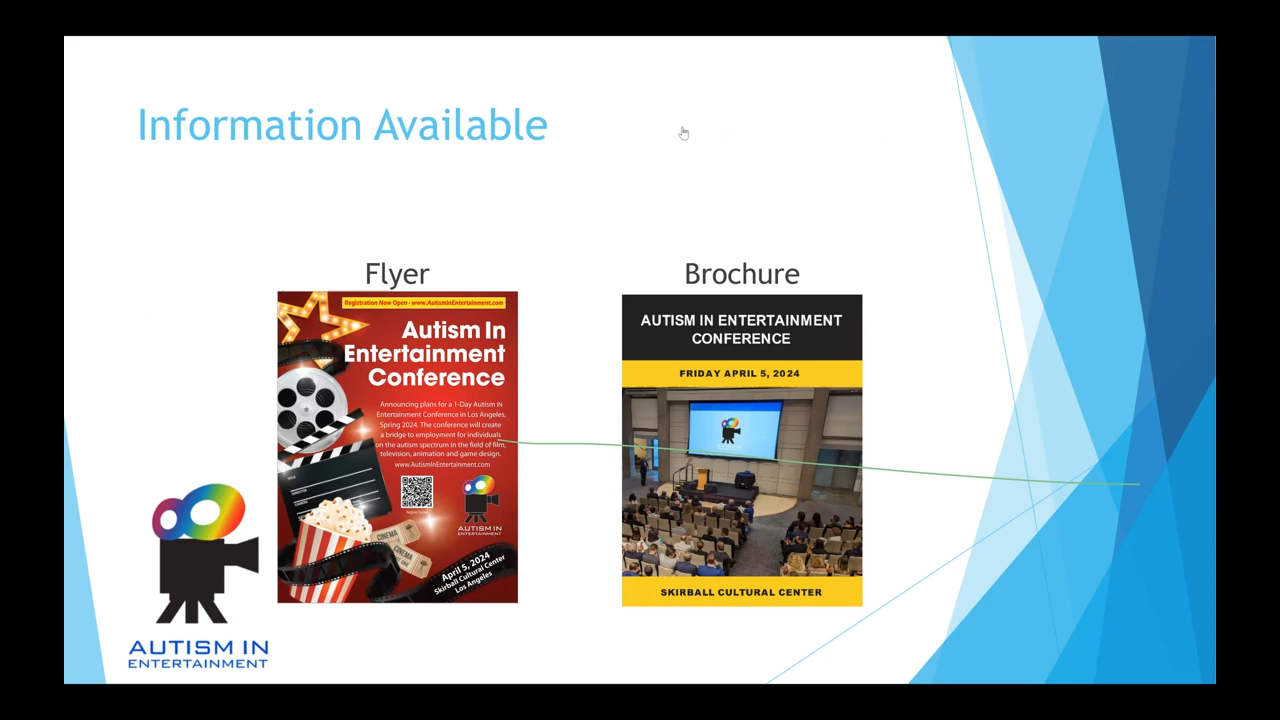 Information Available
Flyer
Registration Now Open - www.AutismInEntertainment.com
Autism In
Entertainment
Conference
Announcing plans for a 1-Day Autism IN
Entertainment Conference in Los Angeles,
Spring 2024. The conference will create
a bridge to employment for individuals
on the autism spectrum in the field of film,
television, animation and game design.
www.AutismInEntertainment.com
AUTISM IN
ENTERTAINMENT
CINEMA
CINEMA
April 5, 2024
Skirball Cultural Center
Los Angeles
Brochure
AUTISM IN ENTERTAINMENT
CONFERENCE
FRIDAY APRIL 5, 2024
SKIRBALL CULTURAL CENTER
AUTISM IN
ENTERTAINMENT